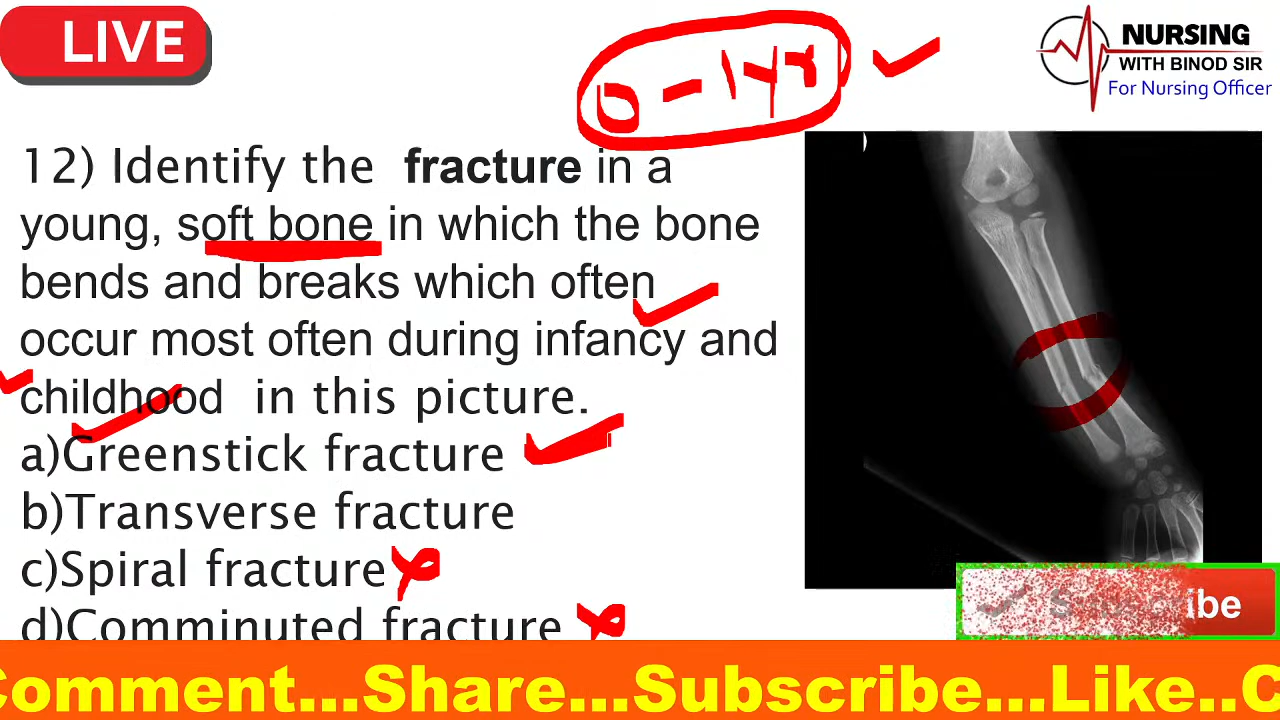 LIVE
0-1yr
NURSING
WITH BINOD SIR
For Nursing Officer
12) Identify the fracture in a
young, soft bone in which the bone
bends and breaks which often
occur most often during infancy and
childhood in this picture.
a)Greenstick fracture
b)Transverse fracture
c)Spiral fracture
d)Comminuted fracture
Comment...Share...Subscribe...Like..C